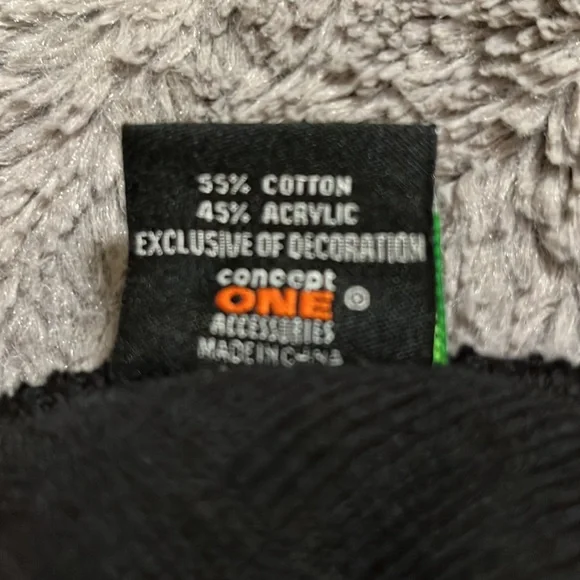 55% COTTON
45% ACRYLIC
EXCLUSIVE OF DECORATION
concept
ONE ®
ACCESSORIES
MADE IN CHINA